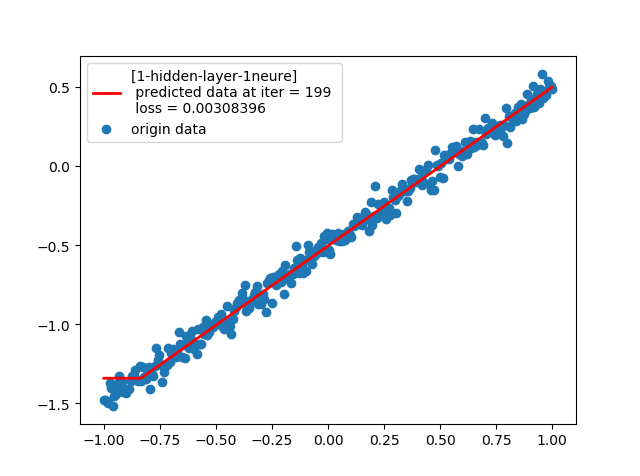 [1-hidden-layer-1neure]
predicted data at iter = 199
loss = 0.00308396
origin data
0.5
0.0
−0.5
−1.0
−1.5
−1.00 −0.75 −0.50 −0.25 0.00 0.25 0.50 0.75 1.00